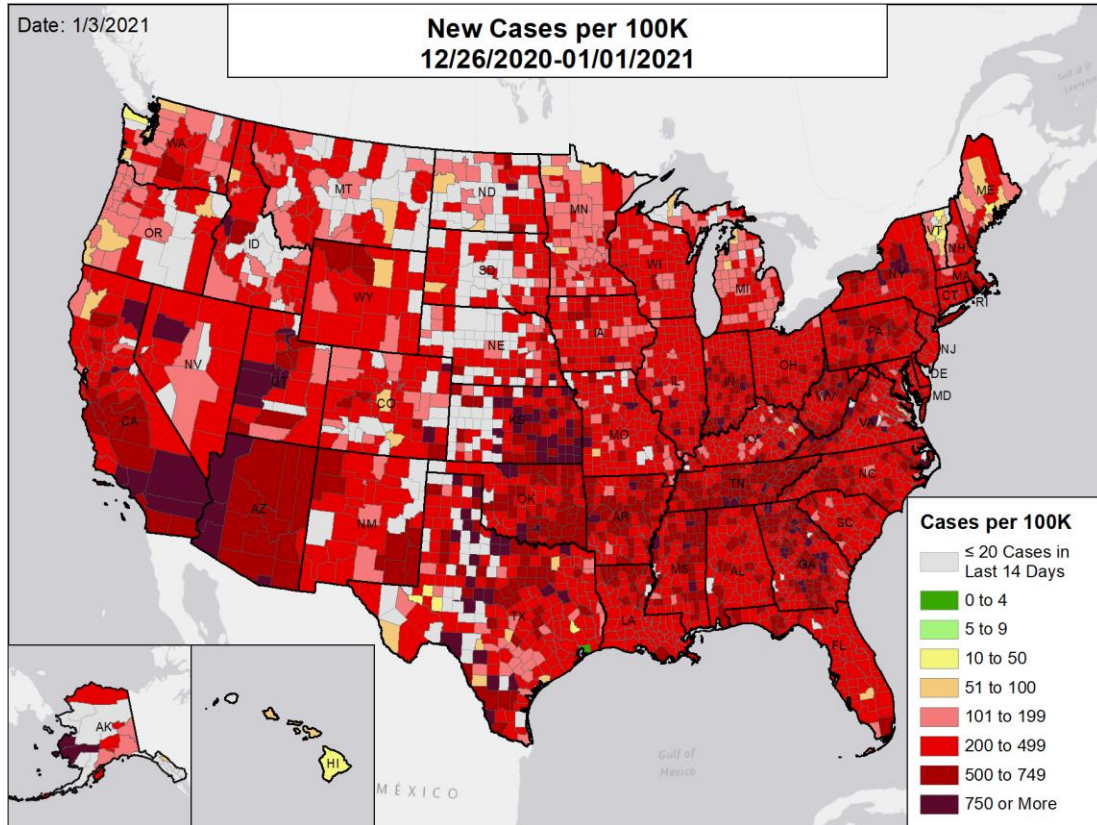 Date: 1/3/2021
New Cases per 100K
12/26/2020-01/01/2021
Gulf of St
Lawrence
WA
MT
ND
MN
ME
OR
ID
SD
WI
VT
NH
WY
MI
NY
MA
CT
RI
NE
IA
PA
NV
UT
CO
IL
IN
OH
NJ
DE
MD
CA
KS
MO
WV
VA
KY
AZ
NM
OK
AR
TN
NC
SC
TX
LA
MS
AL
GA
FL
AK
HI
MÉXICO
Gulf of
Mexico
Cases per 100K
≤ 20 Cases in
Last 14 Days
0 to 4
5 to 9
10 to 50
51 to 100
101 to 199
200 to 499
500 to 749
750 or More